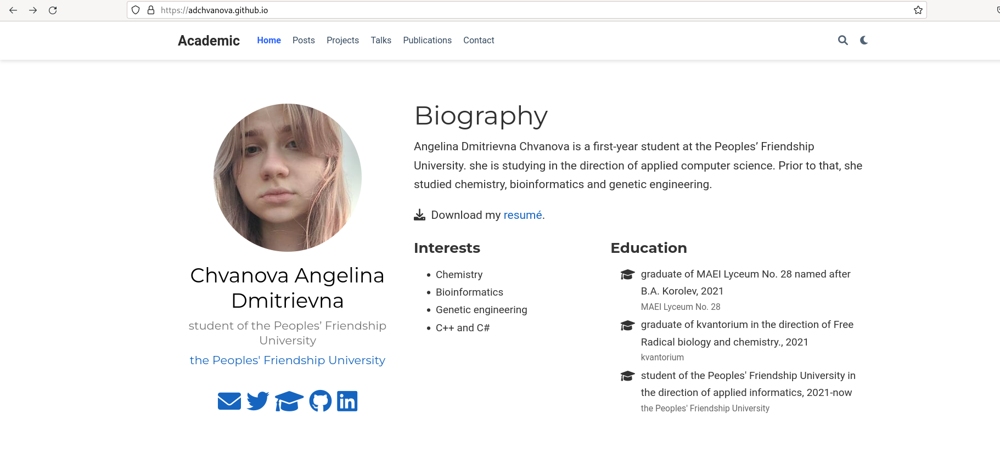 https://adchvanova.github.io
Academic Home Posts Projects Talks Publications Contact
Biography
Angelina Dmitrievna Chvanova is a first-year student at the Peoples’ Friendship
University. she is studying in the direction of applied computer science. Prior to that, she
studied chemistry, bioinformatics and genetic engineering.
Download my resumé.
Chvanova Angelina
Dmitrievna
student of the Peoples’ Friendship
University
the Peoples' Friendship University
Interests
Chemistry
Bioinformatics
Genetic engineering
C++ and C#
Education
graduate of MAEI Lyceum No. 28 named after
B.A. Korolev, 2021
MAEI Lyceum No. 28
graduate of kvantorium in the direction of Free
Radical biology and chemistry., 2021
kvantorium
student of the Peoples' Friendship University in
the direction of applied informatics, 2021-now
the Peoples' Friendship University